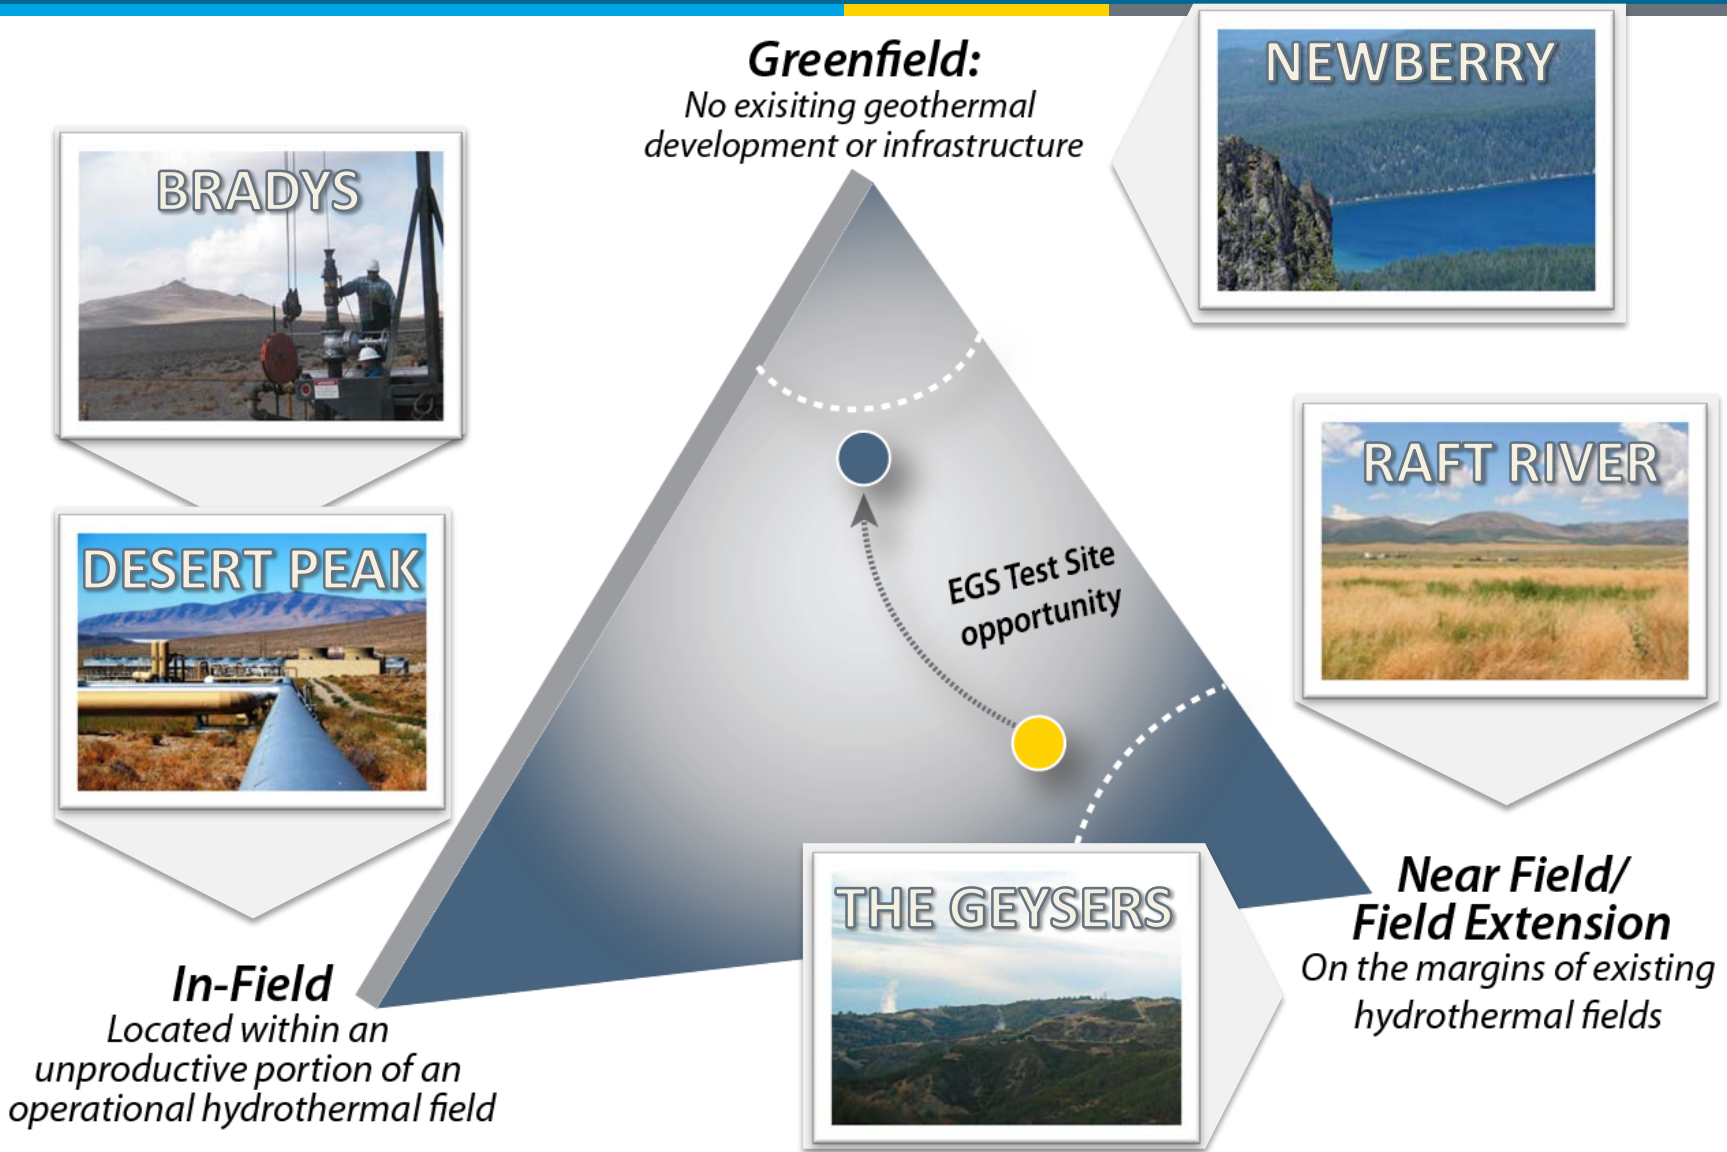 Greenfield:
No exisiting geothermal
development or infrastructure
NEWBERRY
BRADYS
RAFT RIVER
DESERT PEAK
EGS Test Site
opportunity
THE GEYSERS
Near Field/
Field Extension
On the margins of existing
hydrothermal fields
In-Field
Located within an
unproductive portion of an
operational hydrothermal field